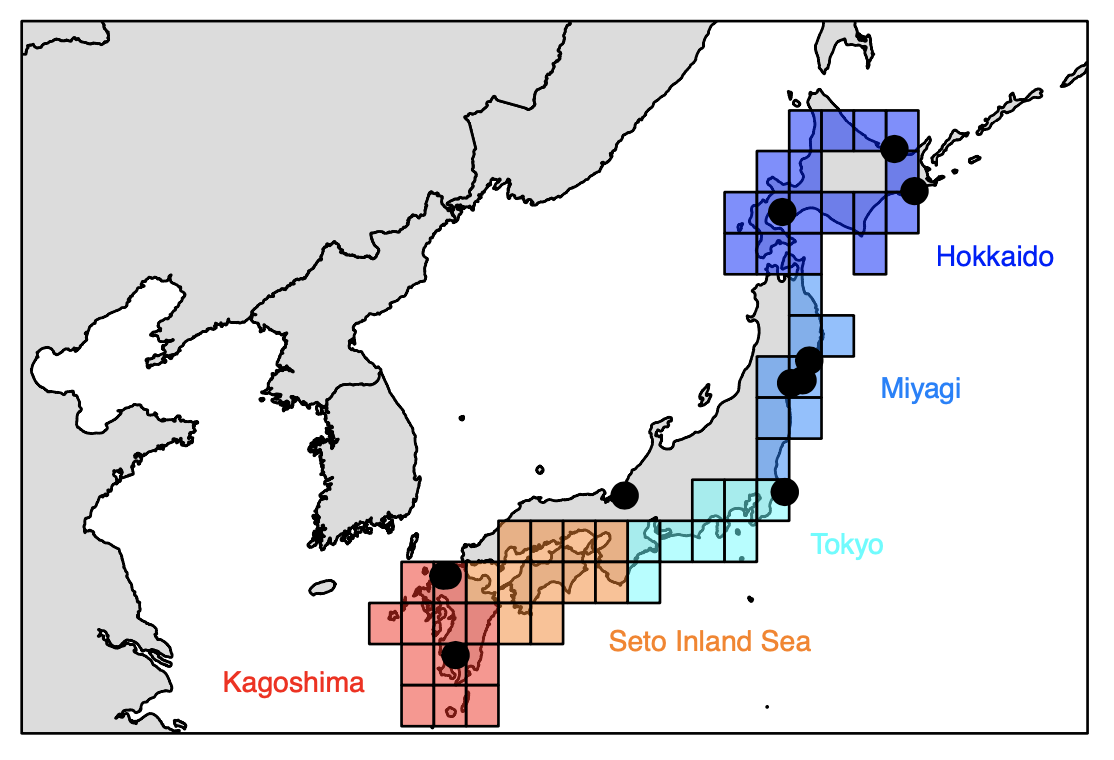 Hokkaido
Miyagi
Tokyo
Seto Inland Sea
Kagoshima